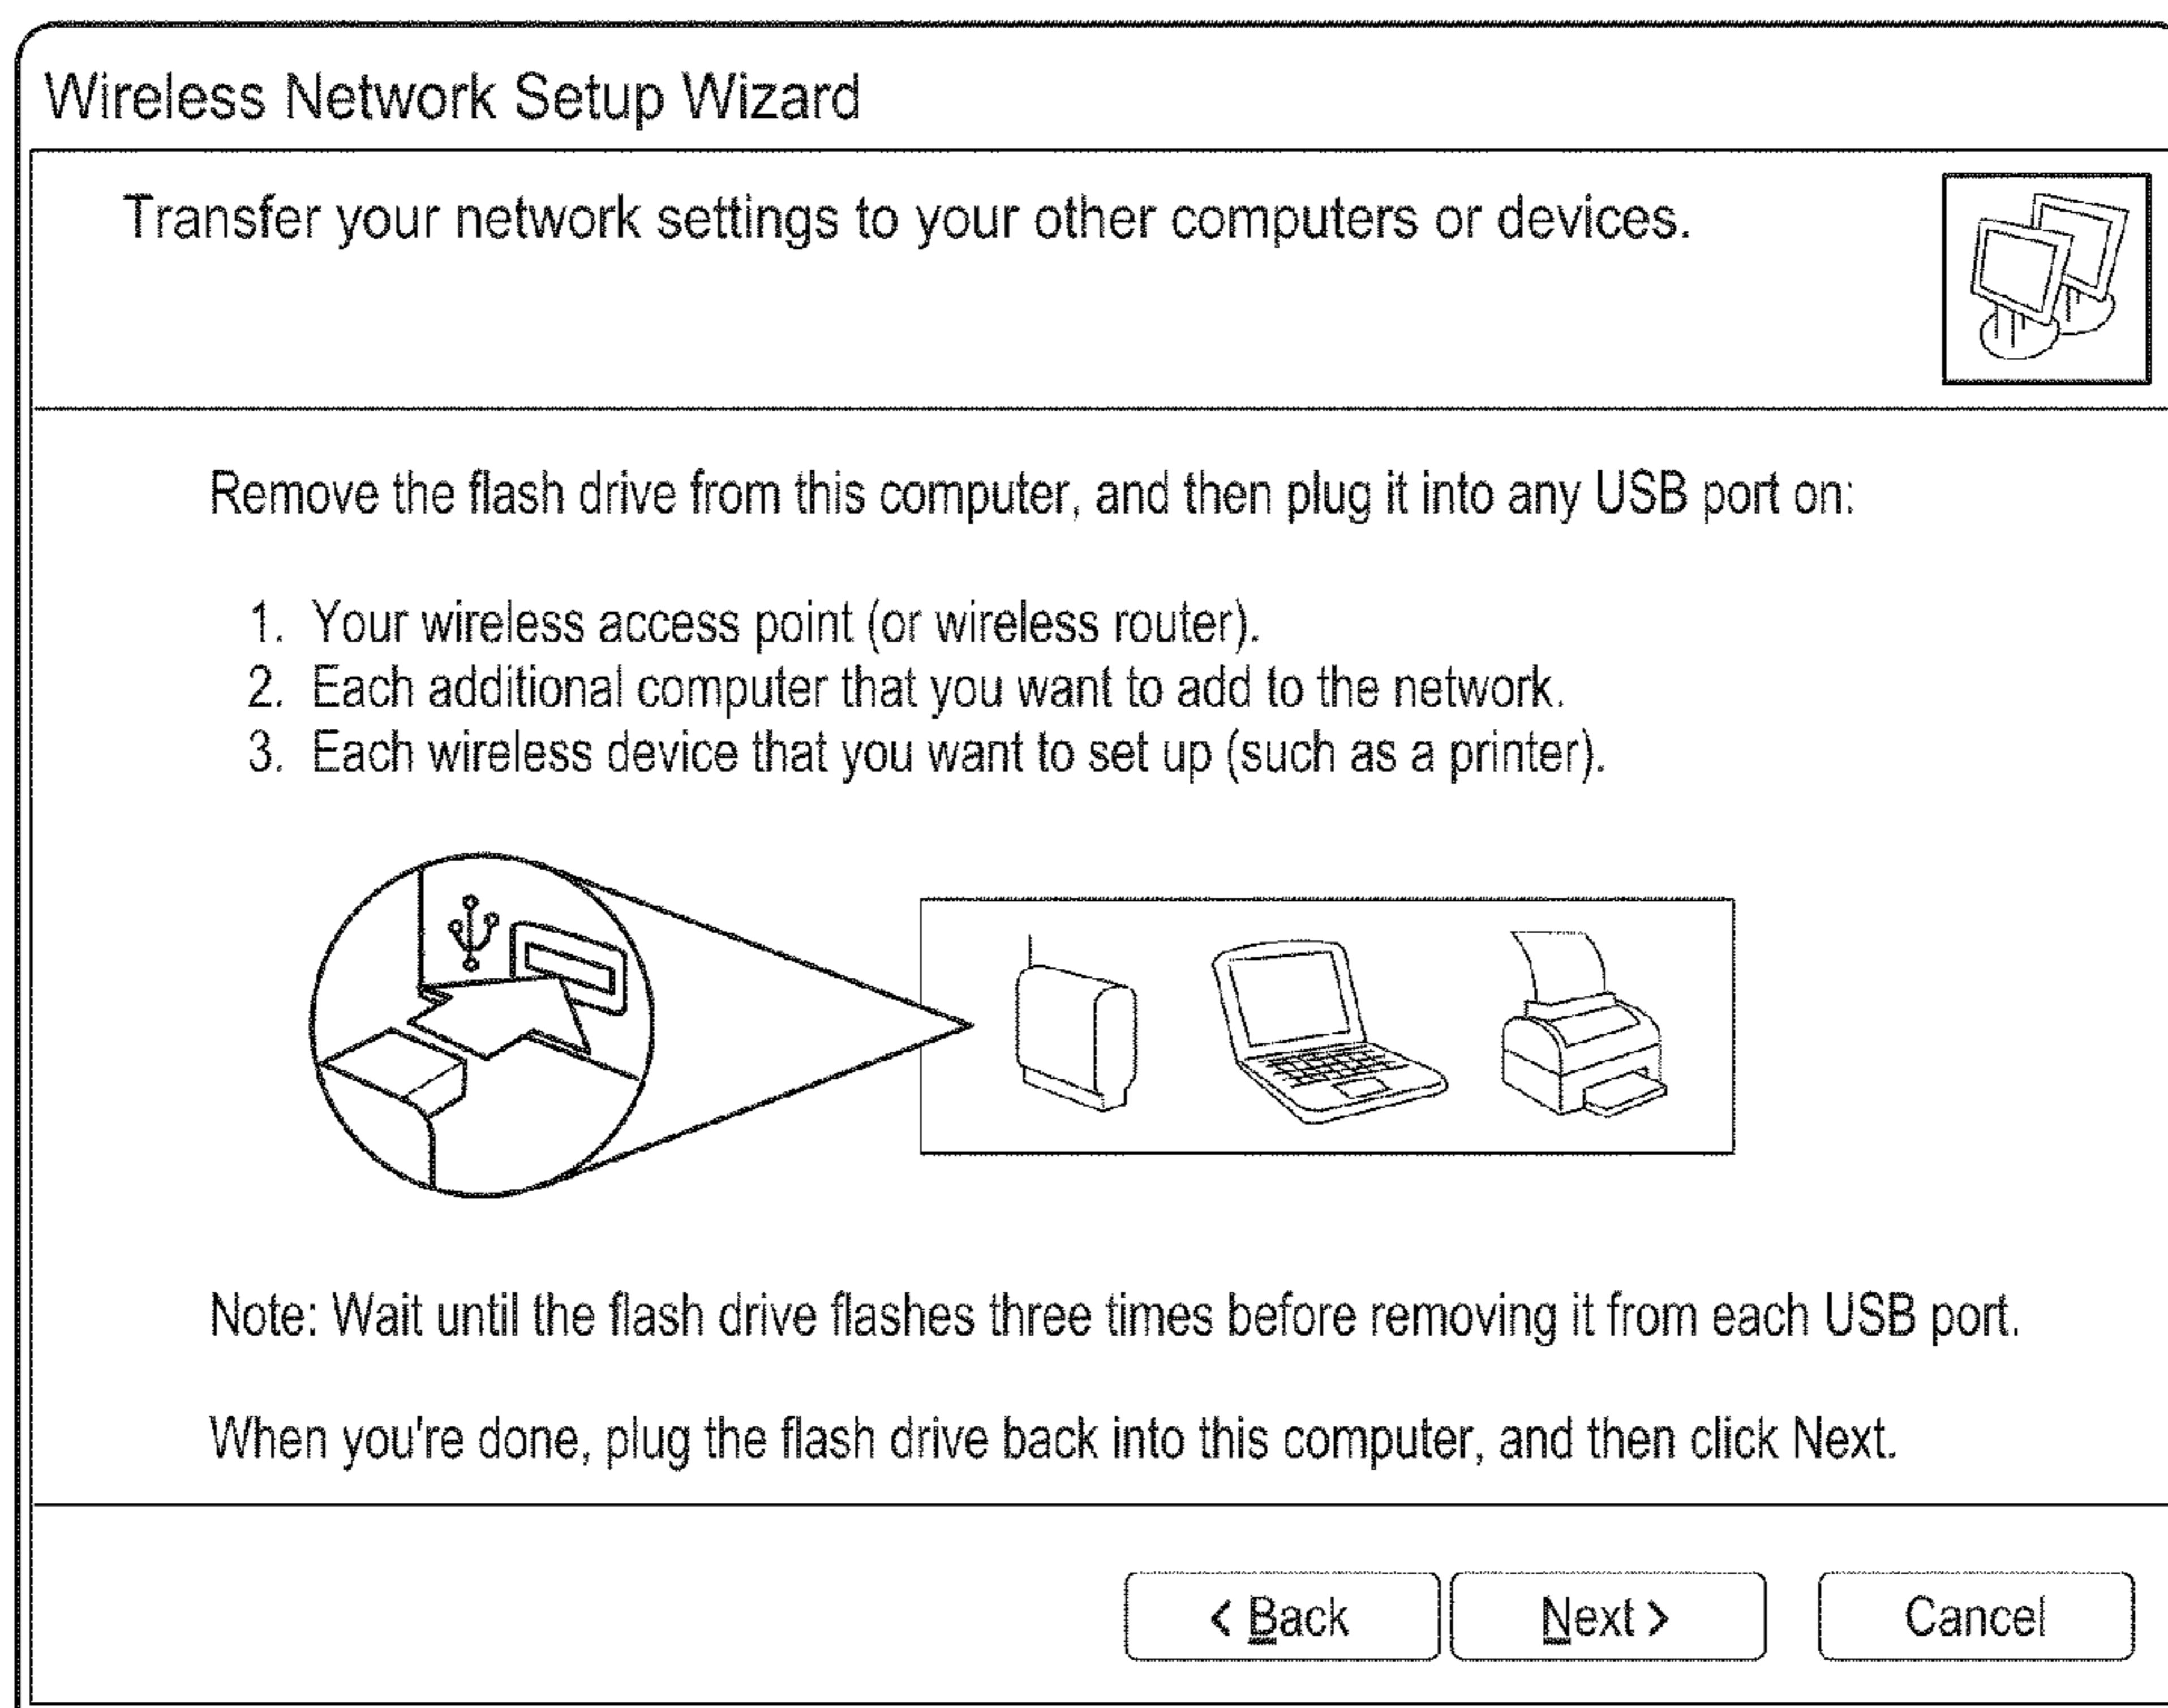 Wireless Network Setup Wizard
Transfer your network settings to your other computers or devices.
Remove the flash drive from this computer, and then plug it into any USB port on:
1. Your wireless access point (or wireless router).
2. Each additional computer that you want to add to the network.
3. Each wireless device that you want to set up (such as a printer).
Note: Wait until the flash drive flashes three times before removing it from each USB port.
When you're done, plug the flash drive back into this computer, and then click Next.
< Back Next > Cancel